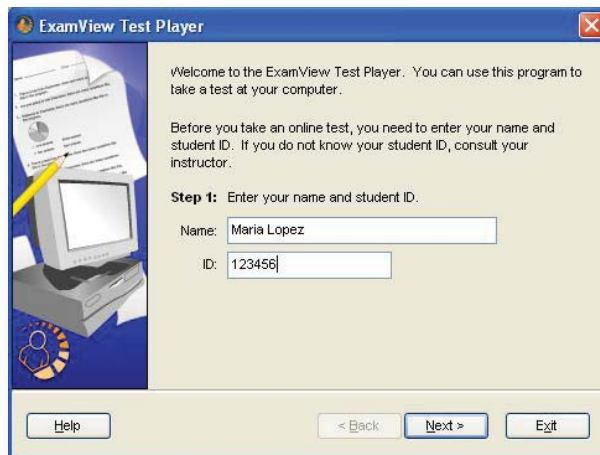 ExamView Test Player
Welcome to the ExamView Test Player. You can use this program to
take a test at your computer.
Before you take an online test, you need to enter your name and
student ID. If you do not know your student ID, consult your
instructor.
Step 1: Enter your name and student ID.
Name: Maria Lopez
ID: 123456
Help < Back Next > Exit